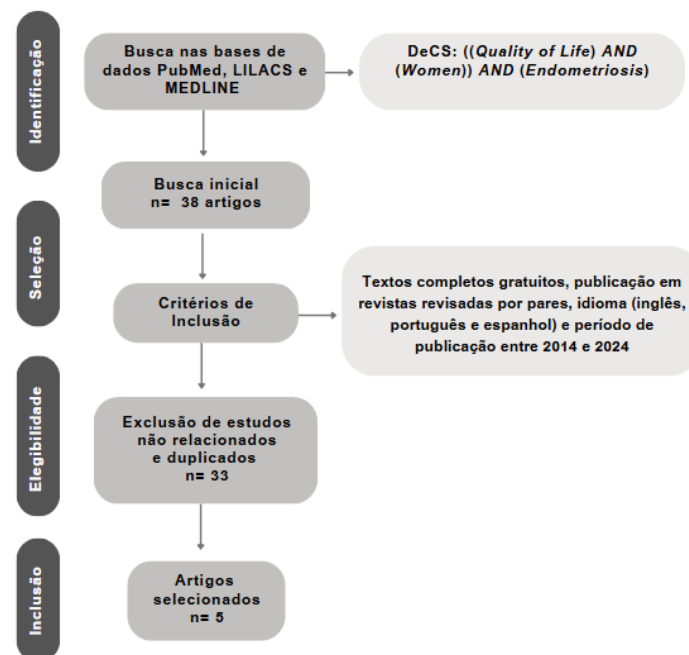 Identificação
Busca nas bases de
dados PubMed, LILACS e
MEDLINE
DeCS: ((Quality of Life) AND
(Women)) AND (Endometriosis)
Busca inicial
n= 38 artigos
Seleção
Critérios de
Inclusão
Textos completos gratuitos, publicação em
revistas revisadas por pares, idioma (inglês,
português e espanhol) e período de
publicação entre 2014 e 2024
Elegibilidade
Exclusão de estudos
não relacionados
e duplicados
n= 33
Inclusão
Artigos
selecionados
n= 5